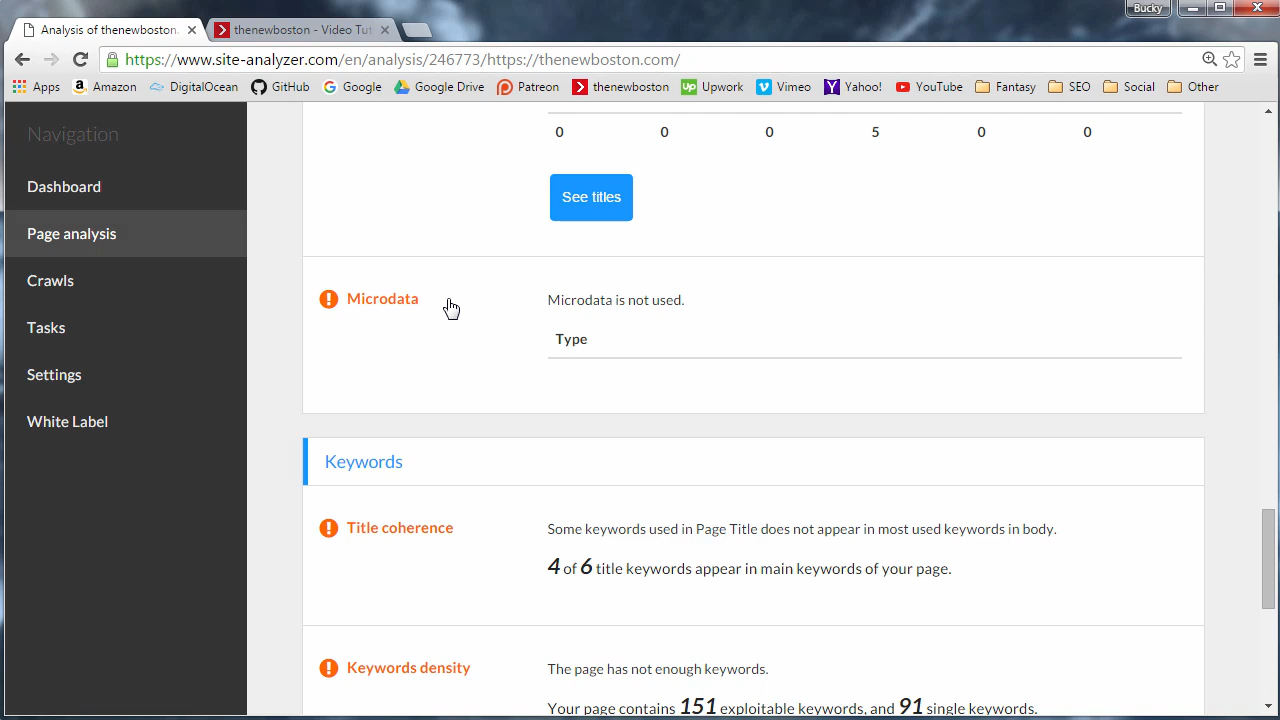 Bucky
Analysis of thenewboston.
thenewboston - Video Tut
https://www.site-analyzer.com/en/analysis/246773/https://thenewboston.com/
Apps Amazon DigitalOcean GitHub Google Google Drive Patreon thenewboston Upwork Vimeo Yahoo! YouTube Fantasy SEO Social Other
Navigation
Dashboard
Page analysis
Crawls
Tasks
Settings
White Label
0 0 0 5 0 0
See titles
Microdata
Microdata is not used.
Type
Keywords
Title coherence
Some keywords used in Page Title does not appear in most used keywords in body.
4 of 6 title keywords appear in main keywords of your page.
Keywords density
The page has not enough keywords.
Your page contains 151 exploitable keywords, and 91 single keywords.